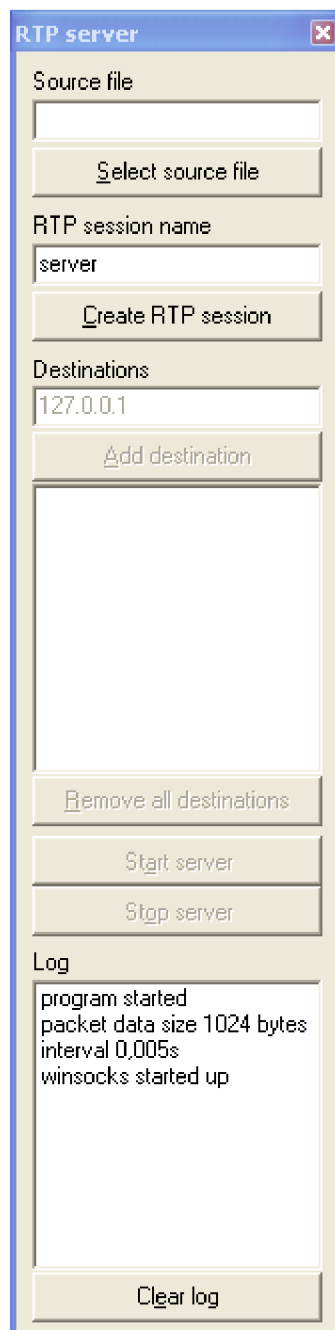 RTP server
Source file
Select source file
RTP session name
server
Create RTP session
Destinations
127.0.0.1
Add destination
Remove all destinations
Start server
Stop server
Log
program started
packet data size 1024 bytes
interval 0,005s
winsocks started up
Clear log